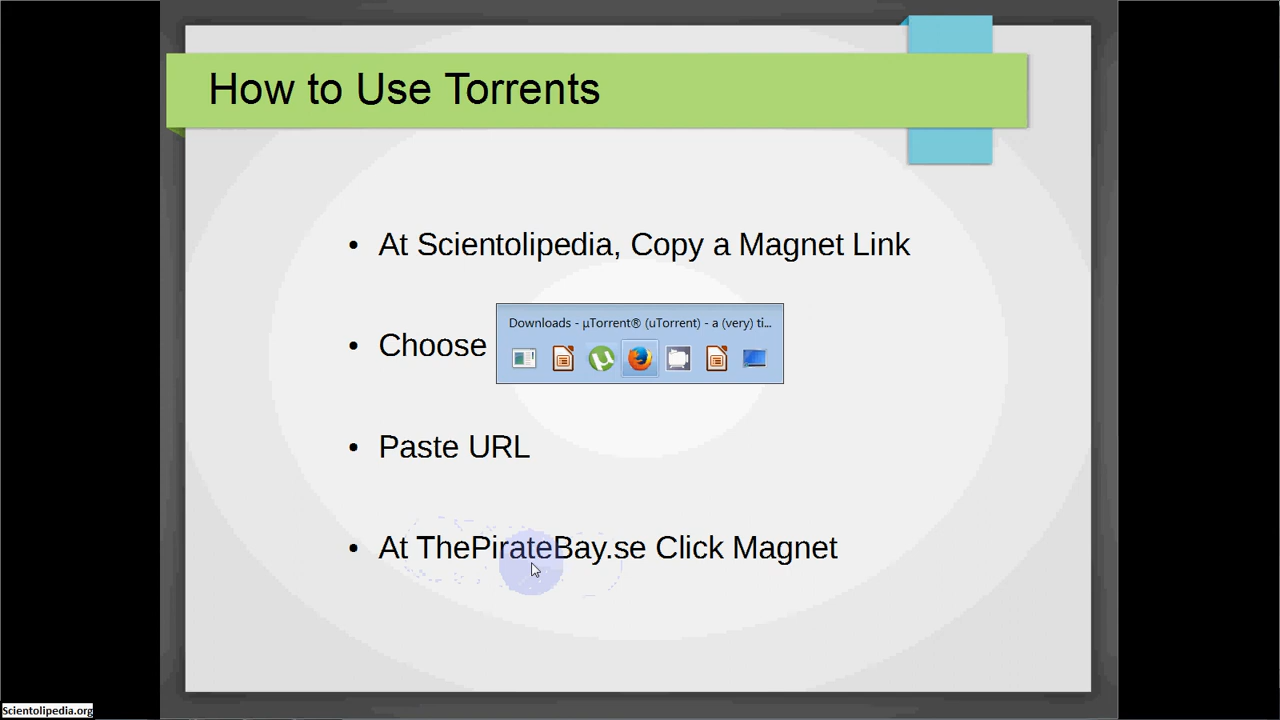 How to Use Torrents
• At Scientolipedia, Copy a Magnet Link
Downloads - µTorrent® (uTorrent) - a (very) ti...
• Choose
• Paste URL
• At ThePirateBay.se Click Magnet
Scientolipedia.org